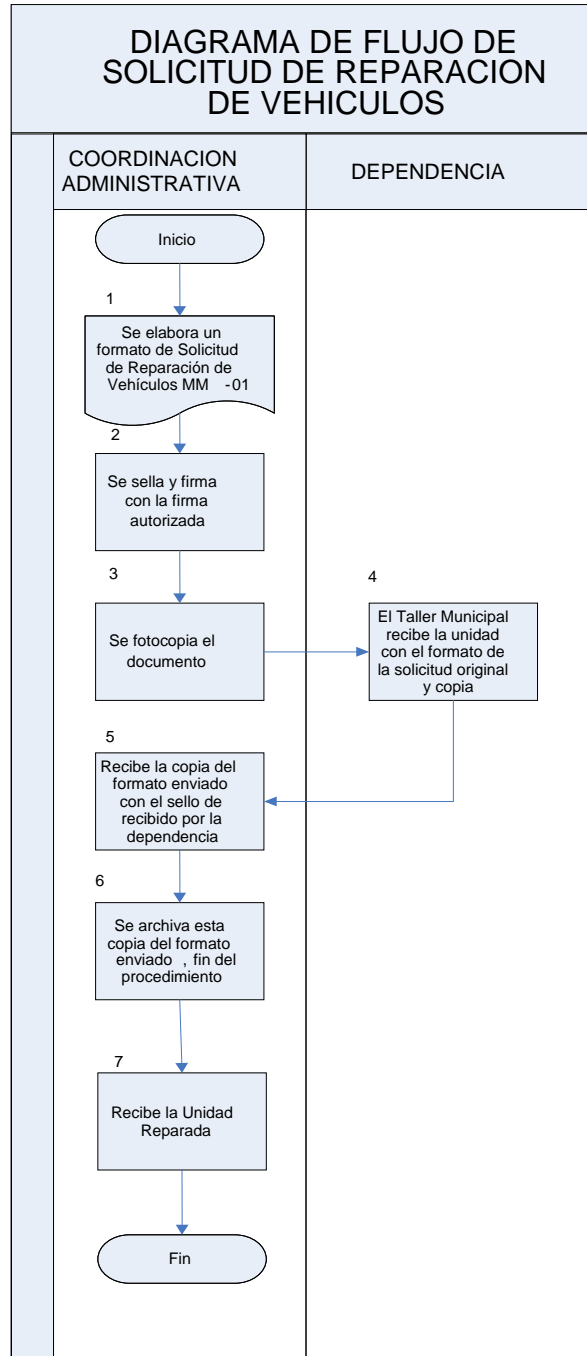 DIAGRAMA DE FLUJO DE
SOLICITUD DE REPARACION
DE VEHICULOS
COORDINACION
ADMINISTRATIVA
DEPENDENCIA
Inicio
1
Se elabora un
formato de Solicitud
de Reparación de
Vehículos MM -01
2
Se sella y firma
con la firma
autorizada
3
Se fotocopia el
documento
4
El Taller Municipal
recibe la unidad
con el formato de
la solicitud original
y copia
5
Recibe la copia del
formato enviado
con el sello de
recibido por la
dependencia
6
Se archiva esta
copia del formato
enviado , fin del
procedimiento
7
Recibe la Unidad
Reparada
Fin